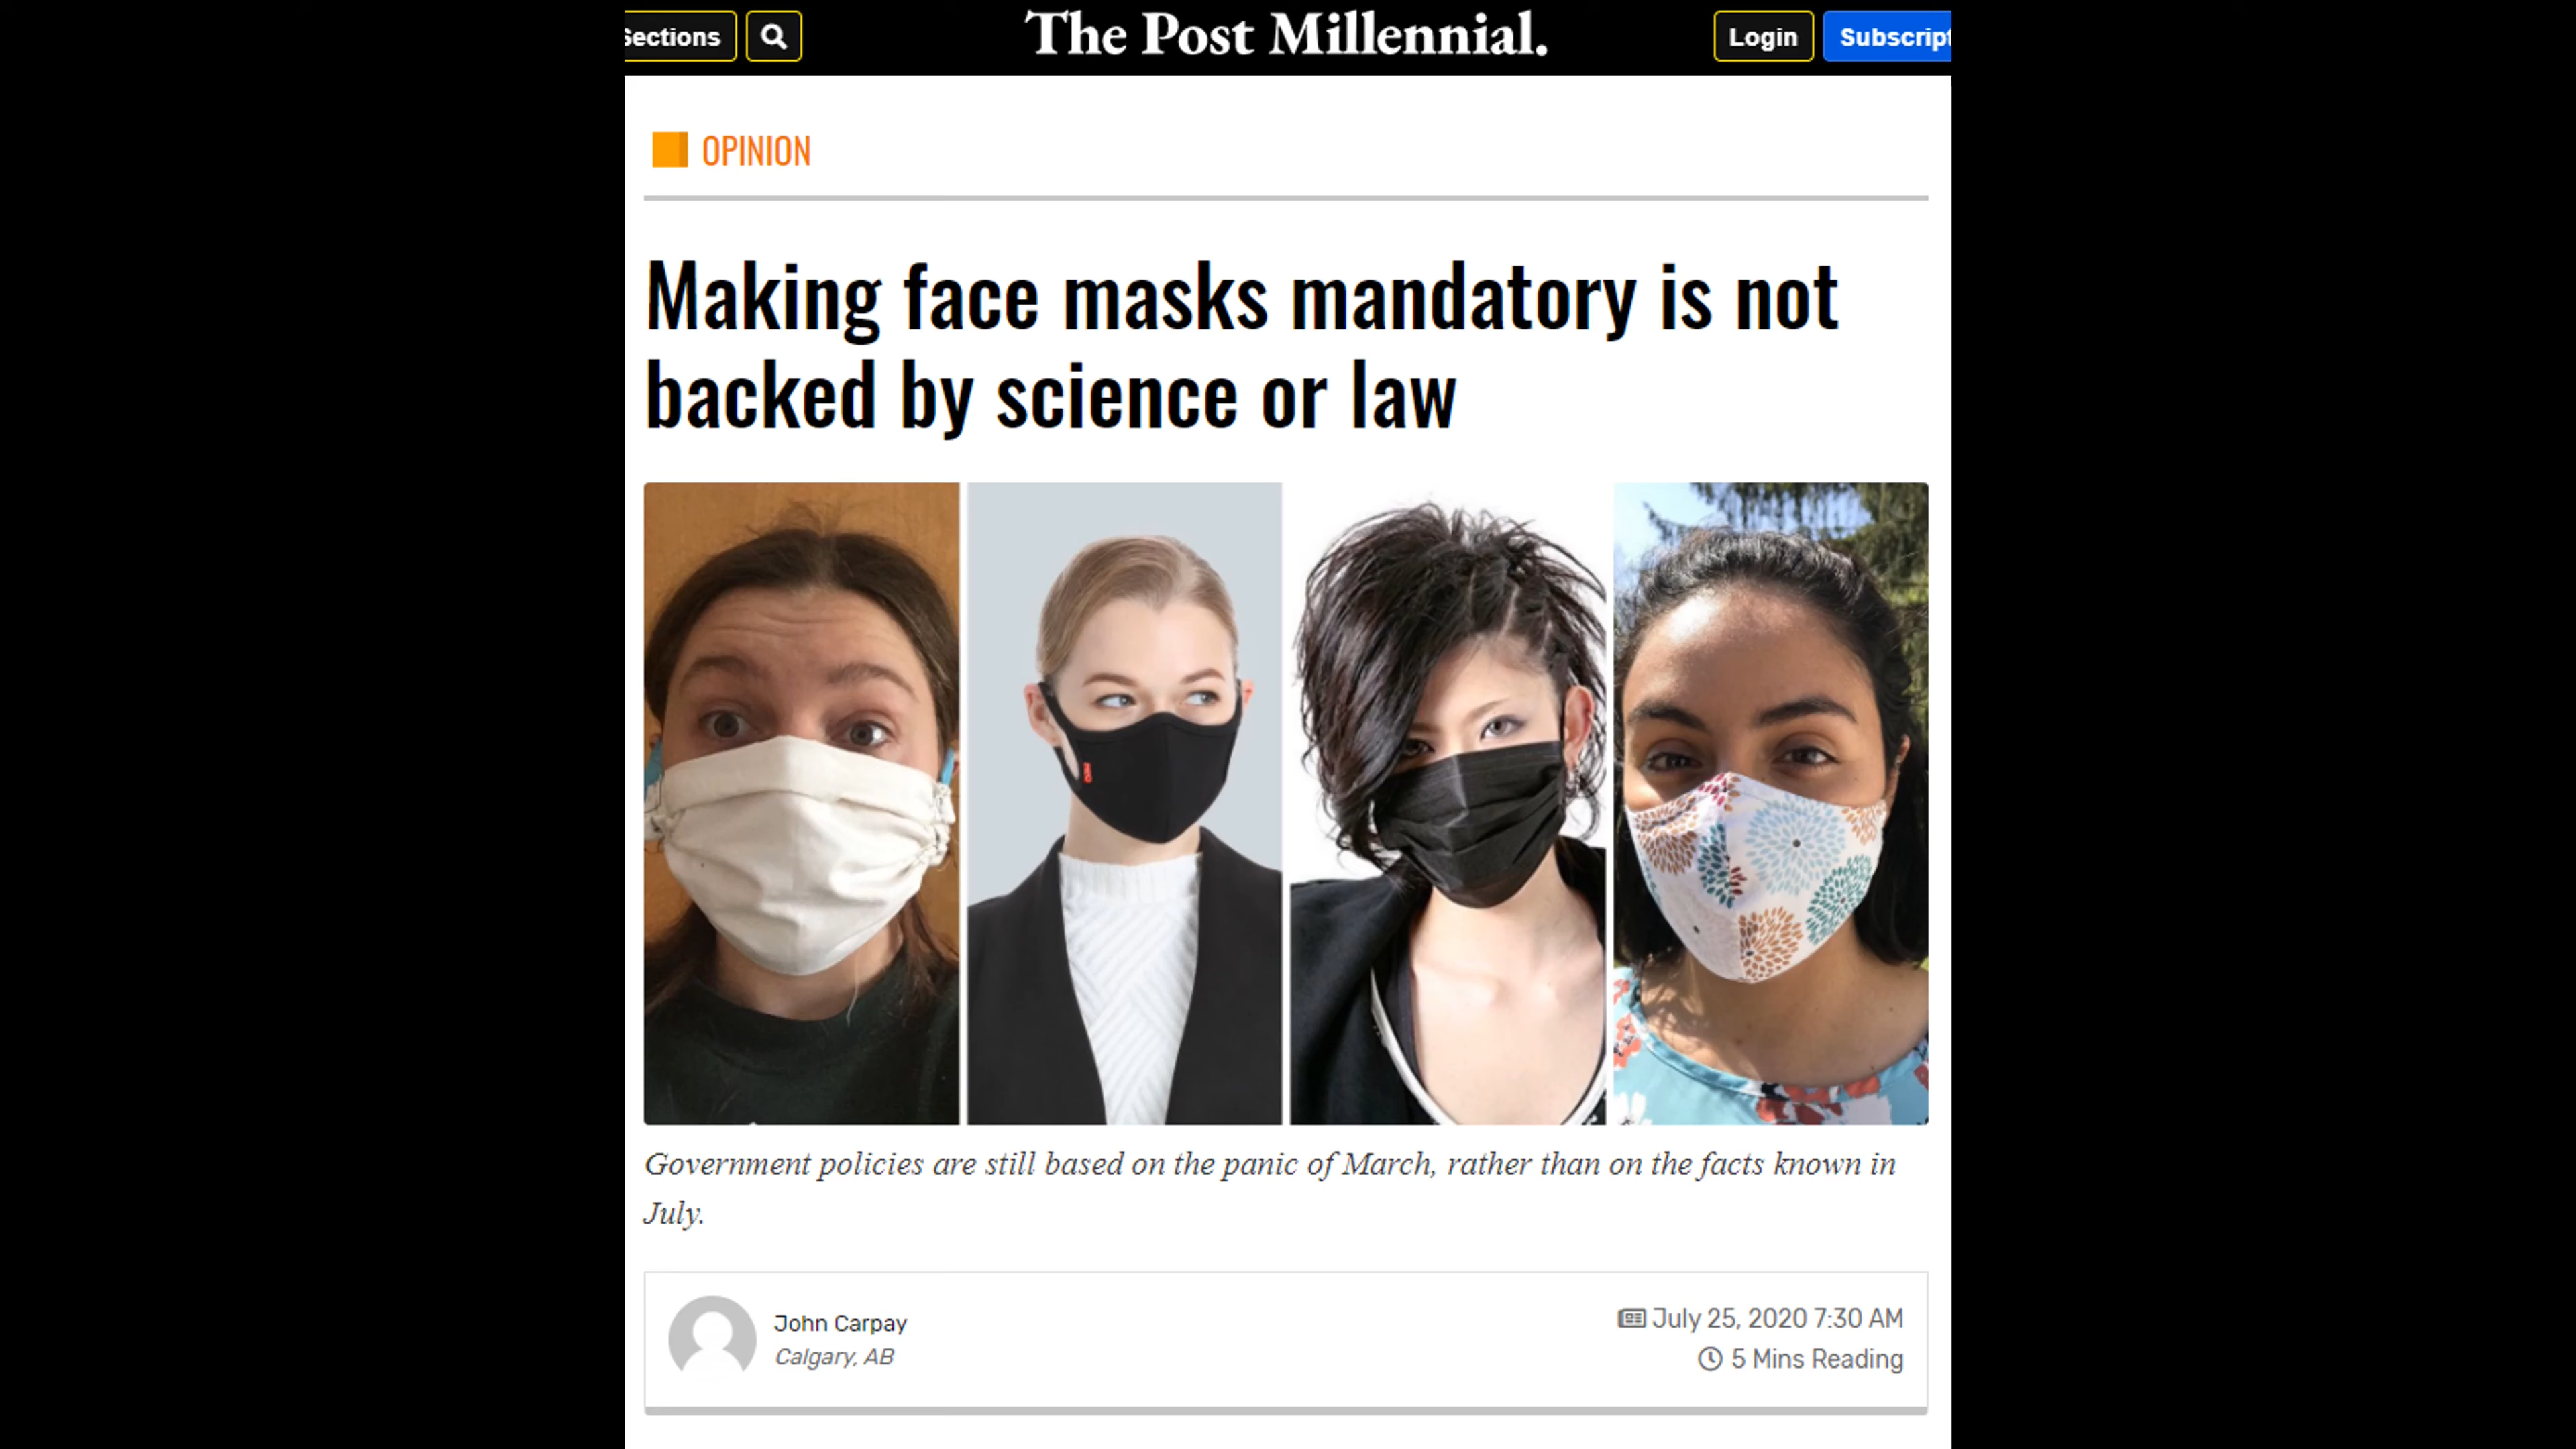 Sections
The Post Millennial.
Login
Subscript
OPINION
Making face masks mandatory is not
backed by science or law
Government policies are still based on the panic of March, rather than on the facts known in
July.
John Carpay
July 25, 2020 7:30 AM
Calgary, AB
5 Mins Reading